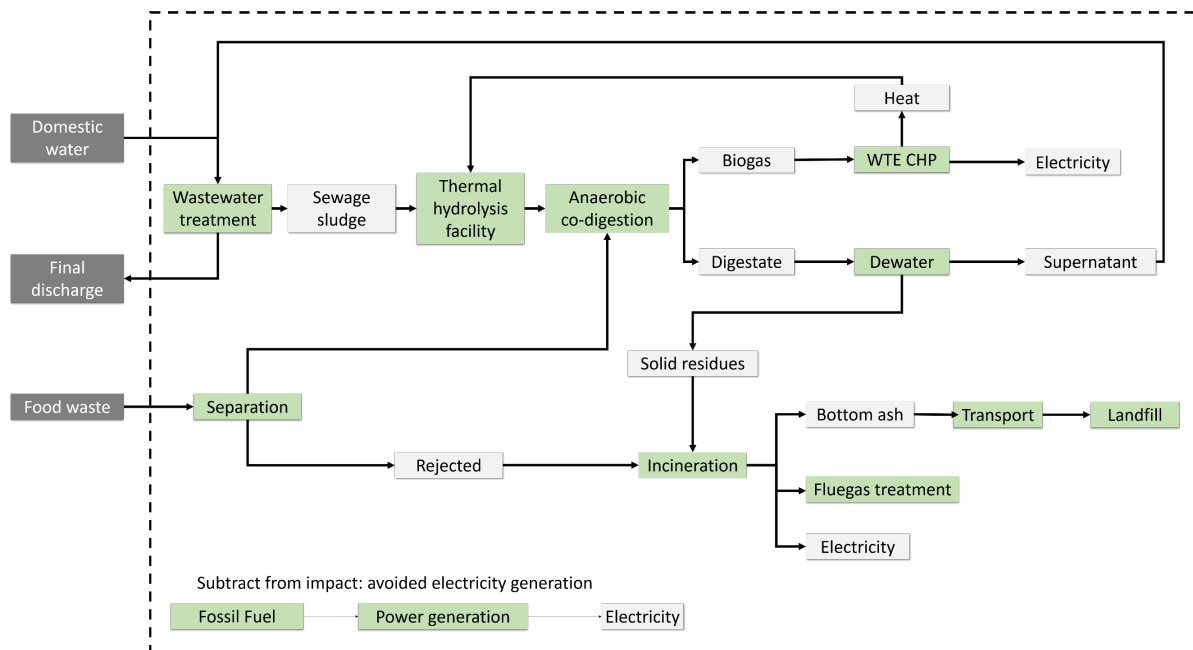 Heat
Domestic
water
Biogas
WTE CHP
Electricity
Wastewater
treatment
Sewage
sludge
Thermal
hydrolysis
facility
Anaerobic
co-digestion
Final
discharge
Digestate
Dewater
Supernatant
Solid residues
Food waste
Separation
Bottom ash
Transport
Landfill
Rejected
Incineration
Fluegas treatment
Electricity
Subtract from impact: avoided electricity generation
Fossil Fuel
Power generation
Electricity